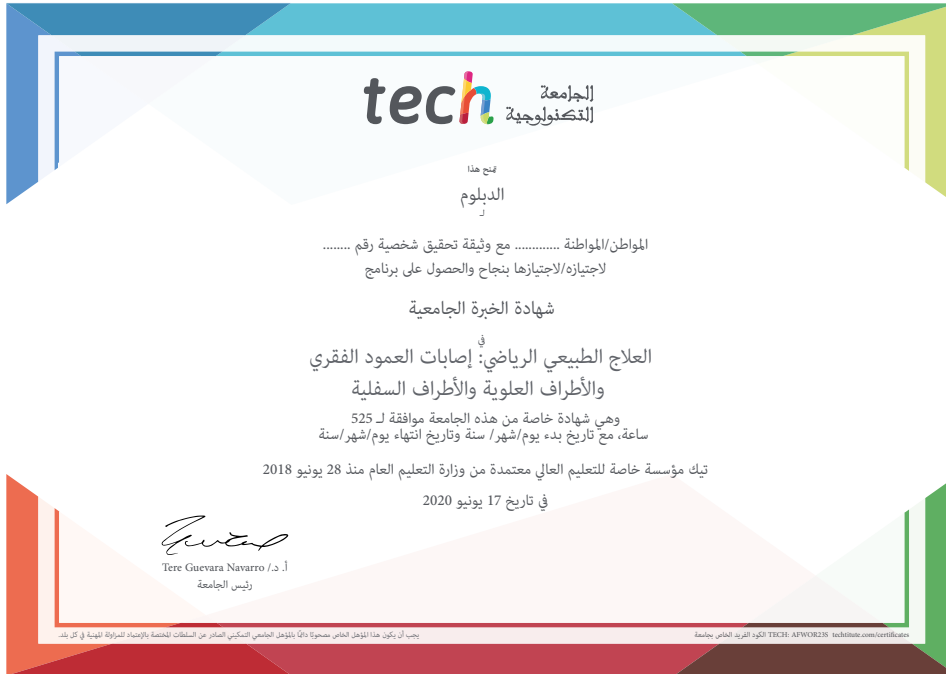 tech الجامعة
التكنولوجية
تمنح هذا
الدبلوم
لـ
المواطن/المواطنة ............. مع وثيقة تحقيق شخصية رقم ........
لاجتيازه/لاجتيازها بنجاح والحصول على برنامج
شهادة الخبرة الجامعية
في
العلاج الطبيعي الرياضي: إصابات العمود الفقري
والأطراف العلوية والأطراف السفلية
وهي شهادة خاصة من هذه الجامعة موافقة لـ 525
ساعة، مع تاريخ بدء يوم/شهر/ سنة وتاريخ انتهاء يوم/شهر/سنة
تيك مؤسسة خاصة للتعليم العالي معتمدة من وزارة التعليم العام منذ 28 يونيو 2018
في تاريخ 17 يونيو 2020
أ. د./ Tere Guevara Navarro
رئيس الجامعة
يجب أن يكون هذا المؤهل الخاص مصحوبًا دائمًا بالمؤهل الجامعي التمكيني الصادر عن السلطات المختصة بالإعتماد للمزاولة المهنية في كل بلد.
الكود الفريد الخاص بجامعة TECH: AFWOR23S techtitute.com/certificates